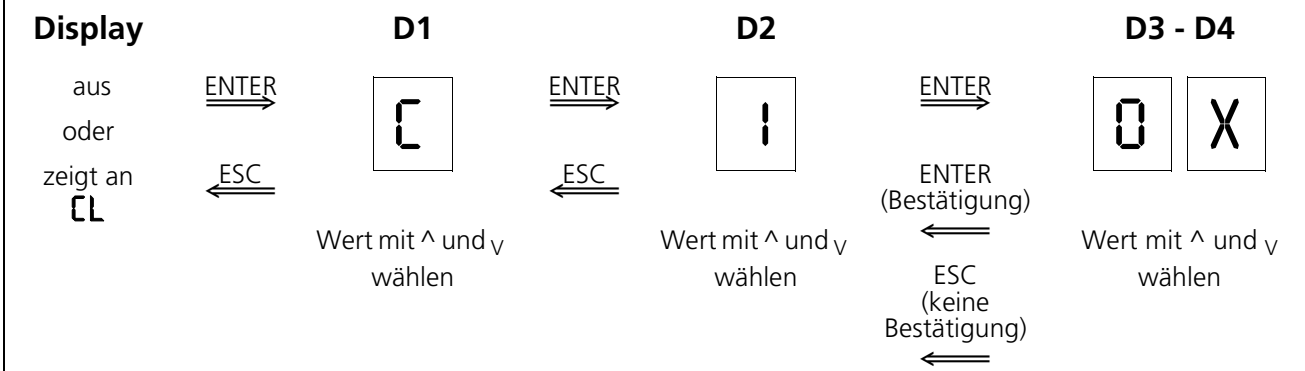 Display D1 D2 D3 - D4
aus ENTER ENTER ENTER
oder C 1 0 X
zeigt an ESC ESC ENTER
CL (Bestätigung)
Wert mit ^ und v Wert mit ^ und v Wert mit ^ und v
wählen wählen ESC wählen
(keine
Bestätigung)